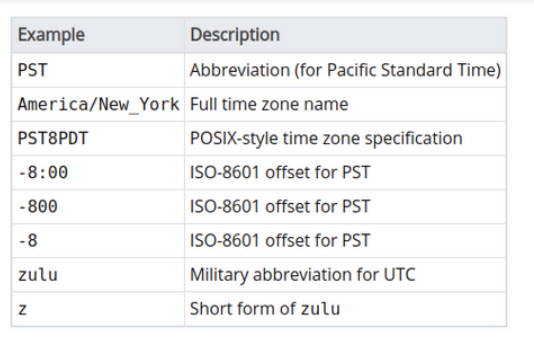 Example Description
PST Abbreviation (for Pacific Standard Time)
America/New_York Full time zone name
PST8PDT POSIX-style time zone specification
-8:00 ISO-8601 offset for PST
-800 ISO-8601 offset for PST
-8 ISO-8601 offset for PST
zulu Military abbreviation for UTC
z Short form of zulu